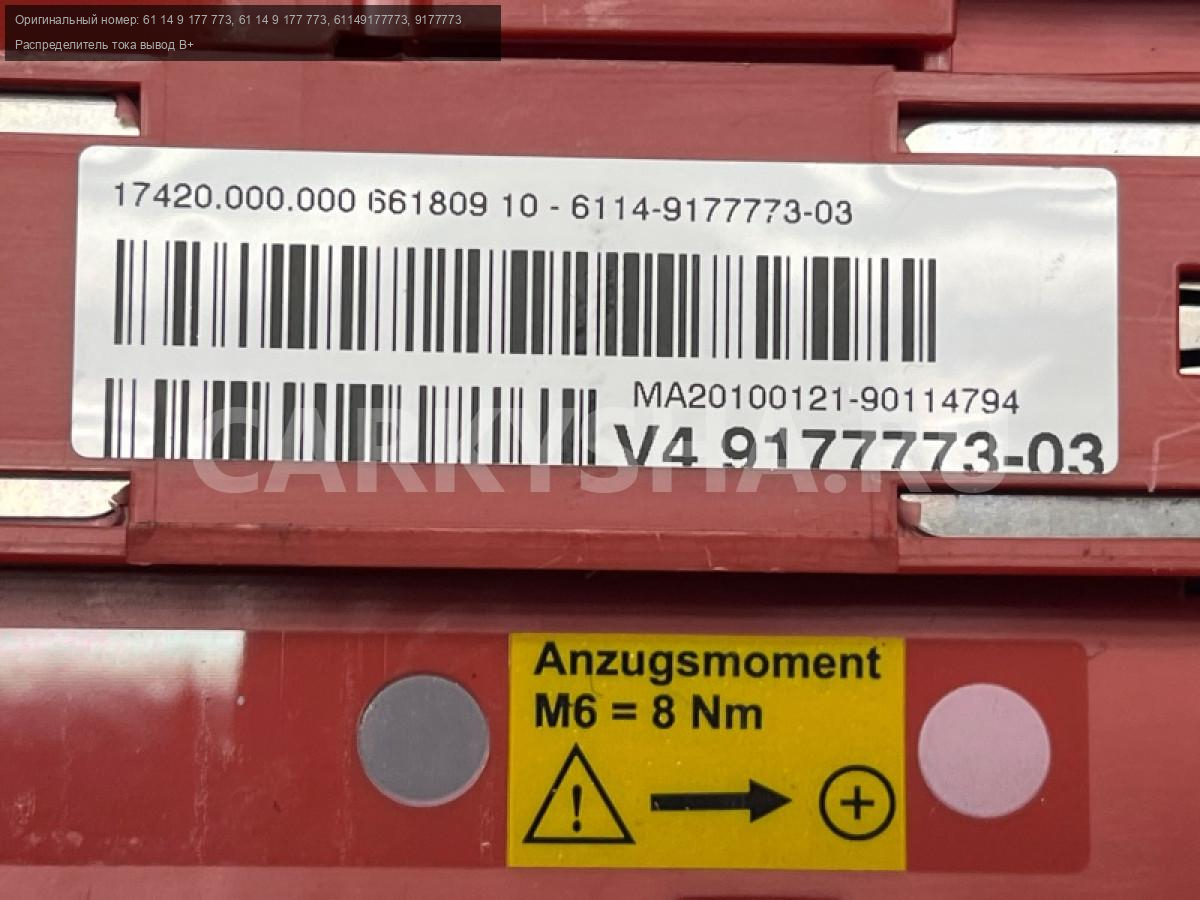 Оригинальный номер: 61 14 9 177 773, 61 14 9 177 773, 61149177773, 9177773
Распределитель тока вывод B+
17420.000.000 661809 10 - 6114-9177773-03
MA20100121-90114794
V4 9177773-03
CARKYSHA.RU
Anzugsmoment
M6 = 8 Nm